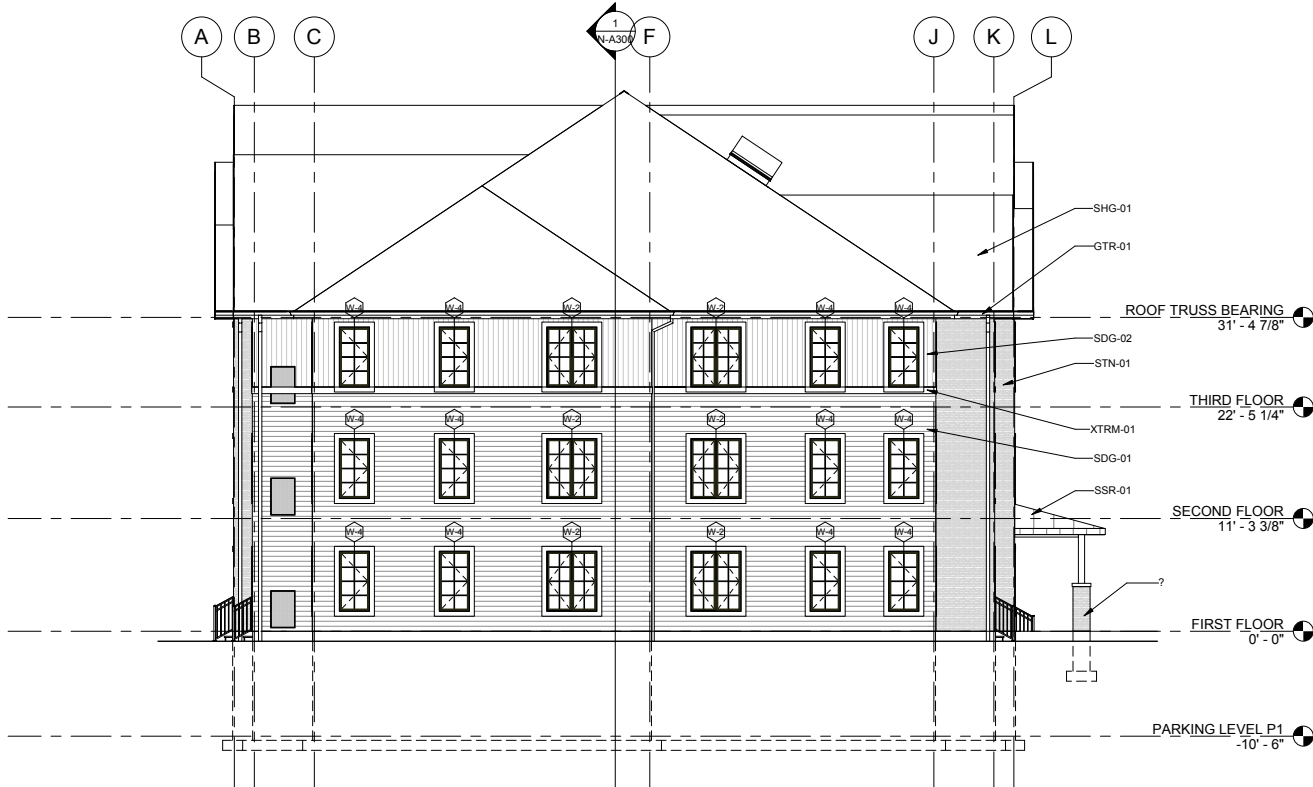 A
B
C
1
N-A300
F
J
K
L
SHG-01
GTR-01
W-4
W-4
W-2
W-2
W-4
W-4
ROOF TRUSS BEARING
31' - 4 7/8"
SDG-02
STN-01
THIRD FLOOR
22' - 5 1/4"
W-4
W-4
W-2
W-2
W-4
W-4
XTRM-01
SDG-01
SSR-01
SECOND FLOOR
11' - 3 3/8"
W-4
W-4
W-2
W-2
W-4
W-4
?
FIRST FLOOR
0' - 0"
PARKING LEVEL P1
-10' - 6"